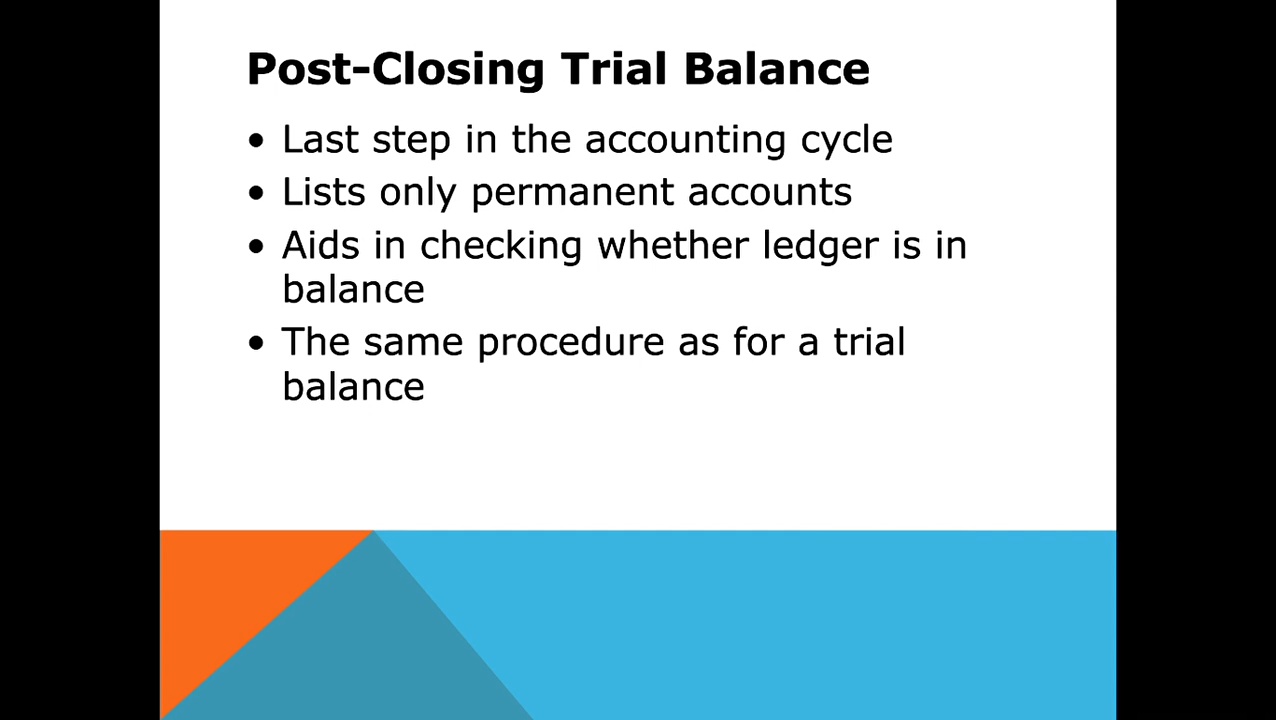 Post-Closing Trial Balance
• Last step in the accounting cycle
• Lists only permanent accounts
• Aids in checking whether ledger is in
balance
• The same procedure as for a trial
balance